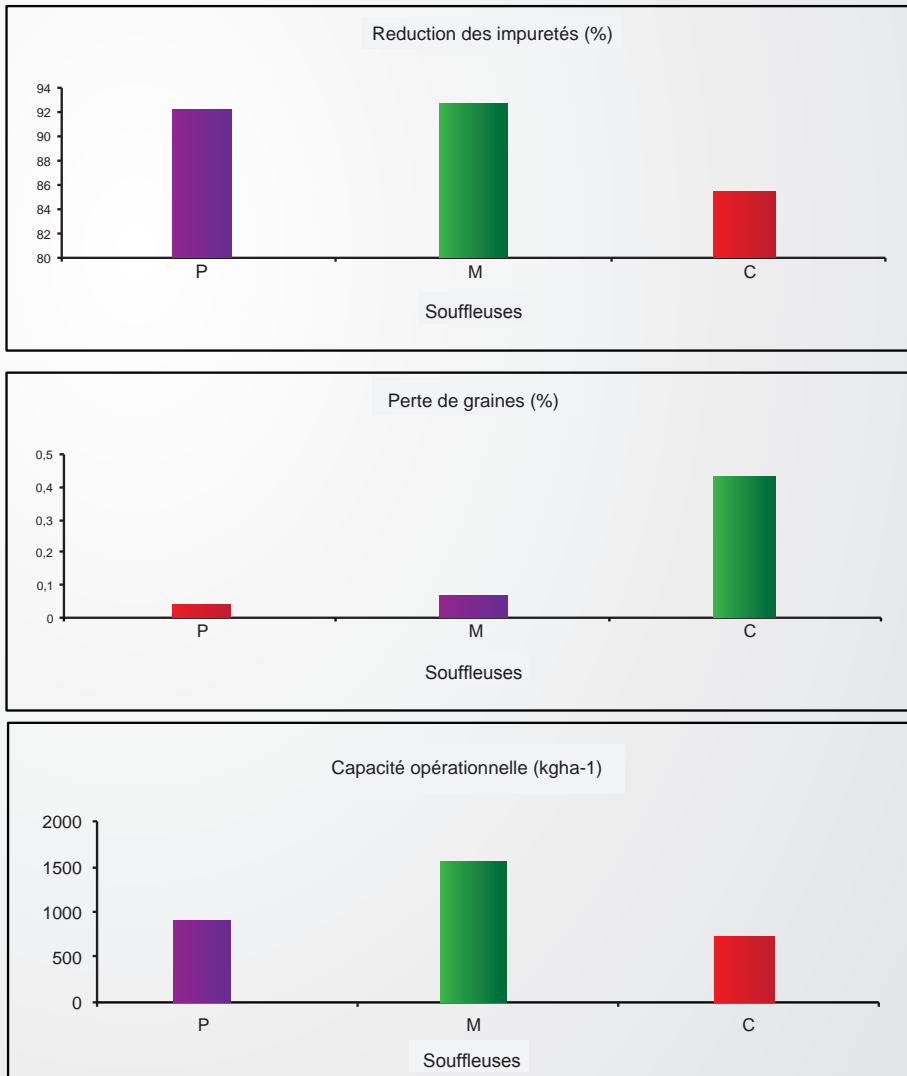 Reduction des impuretés (%)
94
92
90
88
86
84
82
80
P M C
Souffleuses
Perte de graines (%)
0,5
0,4
0,3
0,2
0,1
0
P M C
Souffleuses
Capacité opérationnelle (kgha-1)
2000
1500
1000
500
0
P M C
Souffleuses